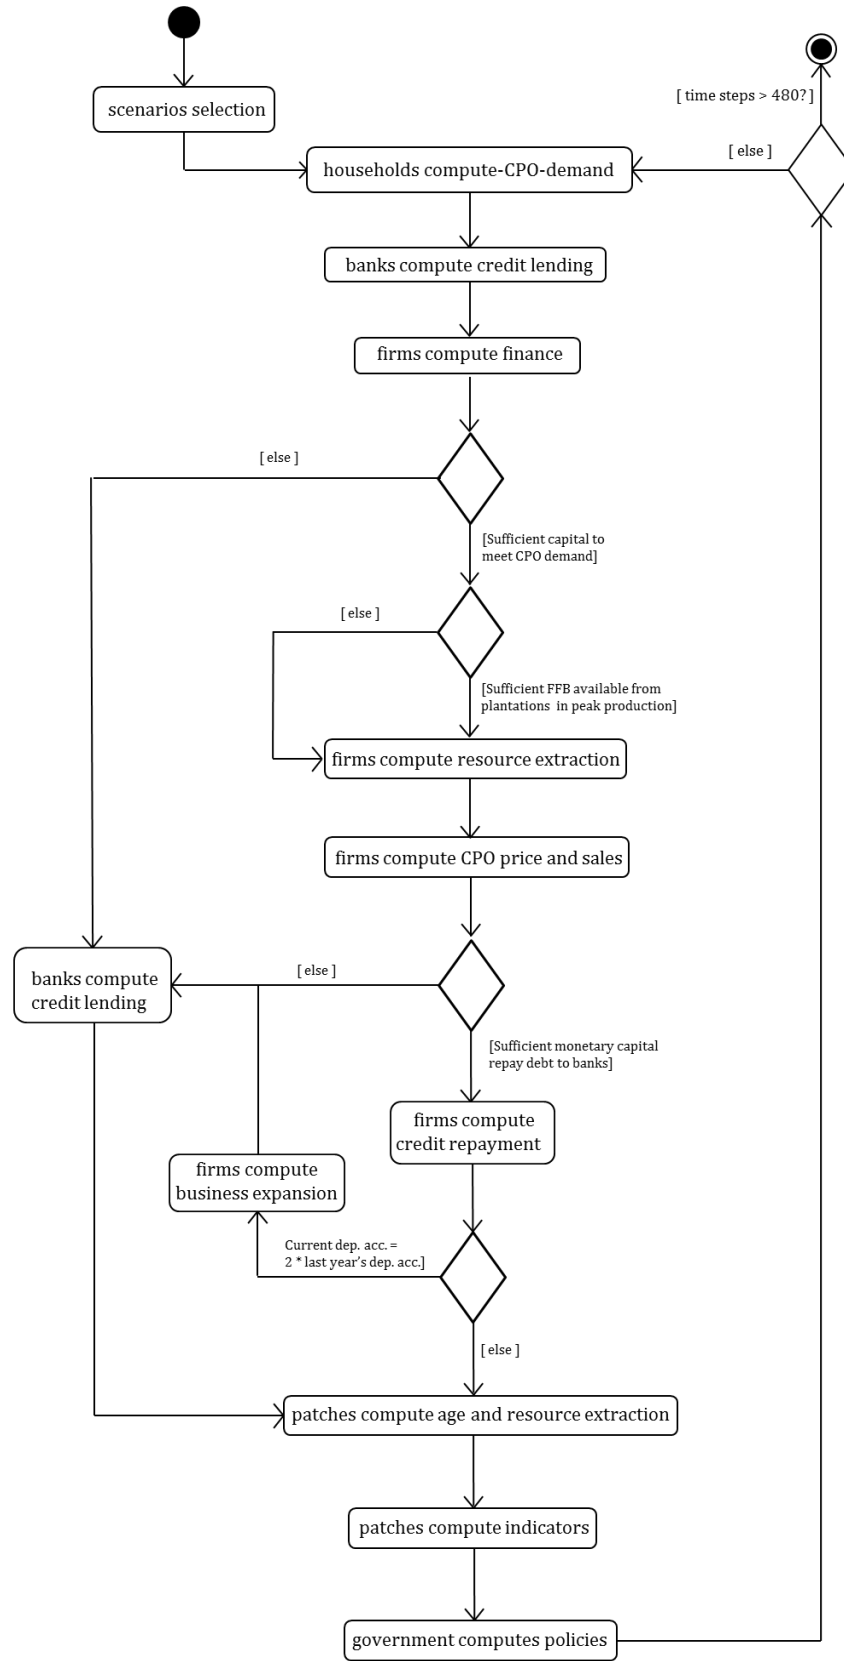 [ time steps > 480? ]
scenarios selection
[ else ]
households compute-CPO-demand
banks compute credit lending
firms compute finance
[ else ]
[Sufficient capital to
meet CPO demand]
[ else ]
[Sufficient FFB available from
plantations in peak production]
firms compute resource extraction
firms compute CPO price and sales
[ else ]
banks compute
credit lending
[Sufficient monetary capital
repay debt to banks]
firms compute
credit repayment
firms compute
business expansion
Current dep. acc. =
2 * last year's dep. acc.]
[ else ]
patches compute age and resource extraction
patches compute indicators
government computes policies